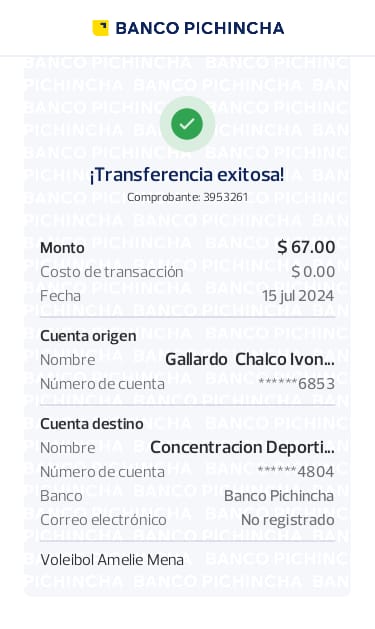 BANCO PICHINCHA
¡Transferencia exitosa!
Comprobante: 3953261
Monto $ 67.00
Costo de transacción $ 0.00
Fecha 15 jul 2024
Cuenta origen
Nombre Gallardo Chalco Ivon...
Número de cuenta ******6853
Cuenta destino
Nombre Concentracion Deporti...
Número de cuenta ******4804
Banco Banco Pichincha
Correo electrónico No registrado
Voleibol Amelie Mena